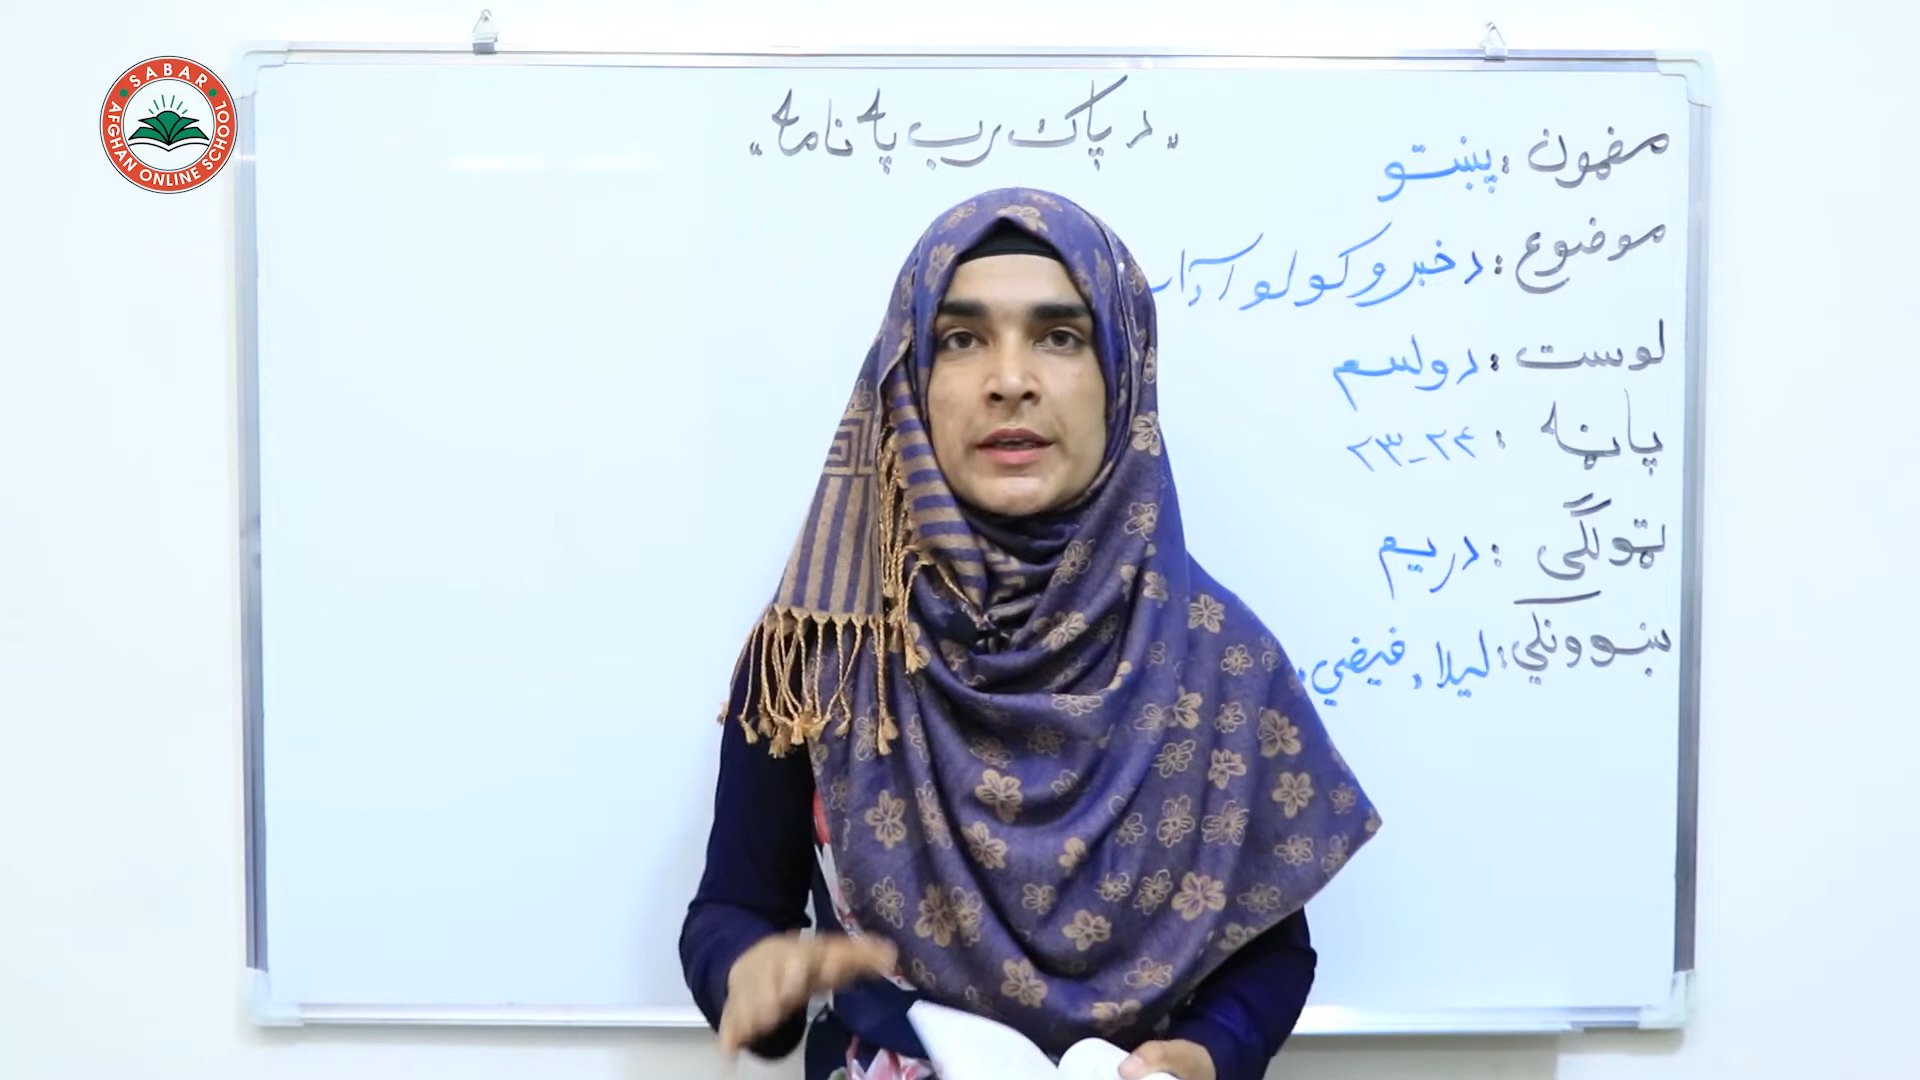 SABAR
AFGHAN ONLINE SCHOOL
"د پاک رب په نامه"
مضمون: پښتو
موضوع: د خبرو کولو آداب
لوست: دولسم
پاڼه: ۲۳-۲۴
ټولګی: دریم
ښوونکې: لیلا "فیضي"